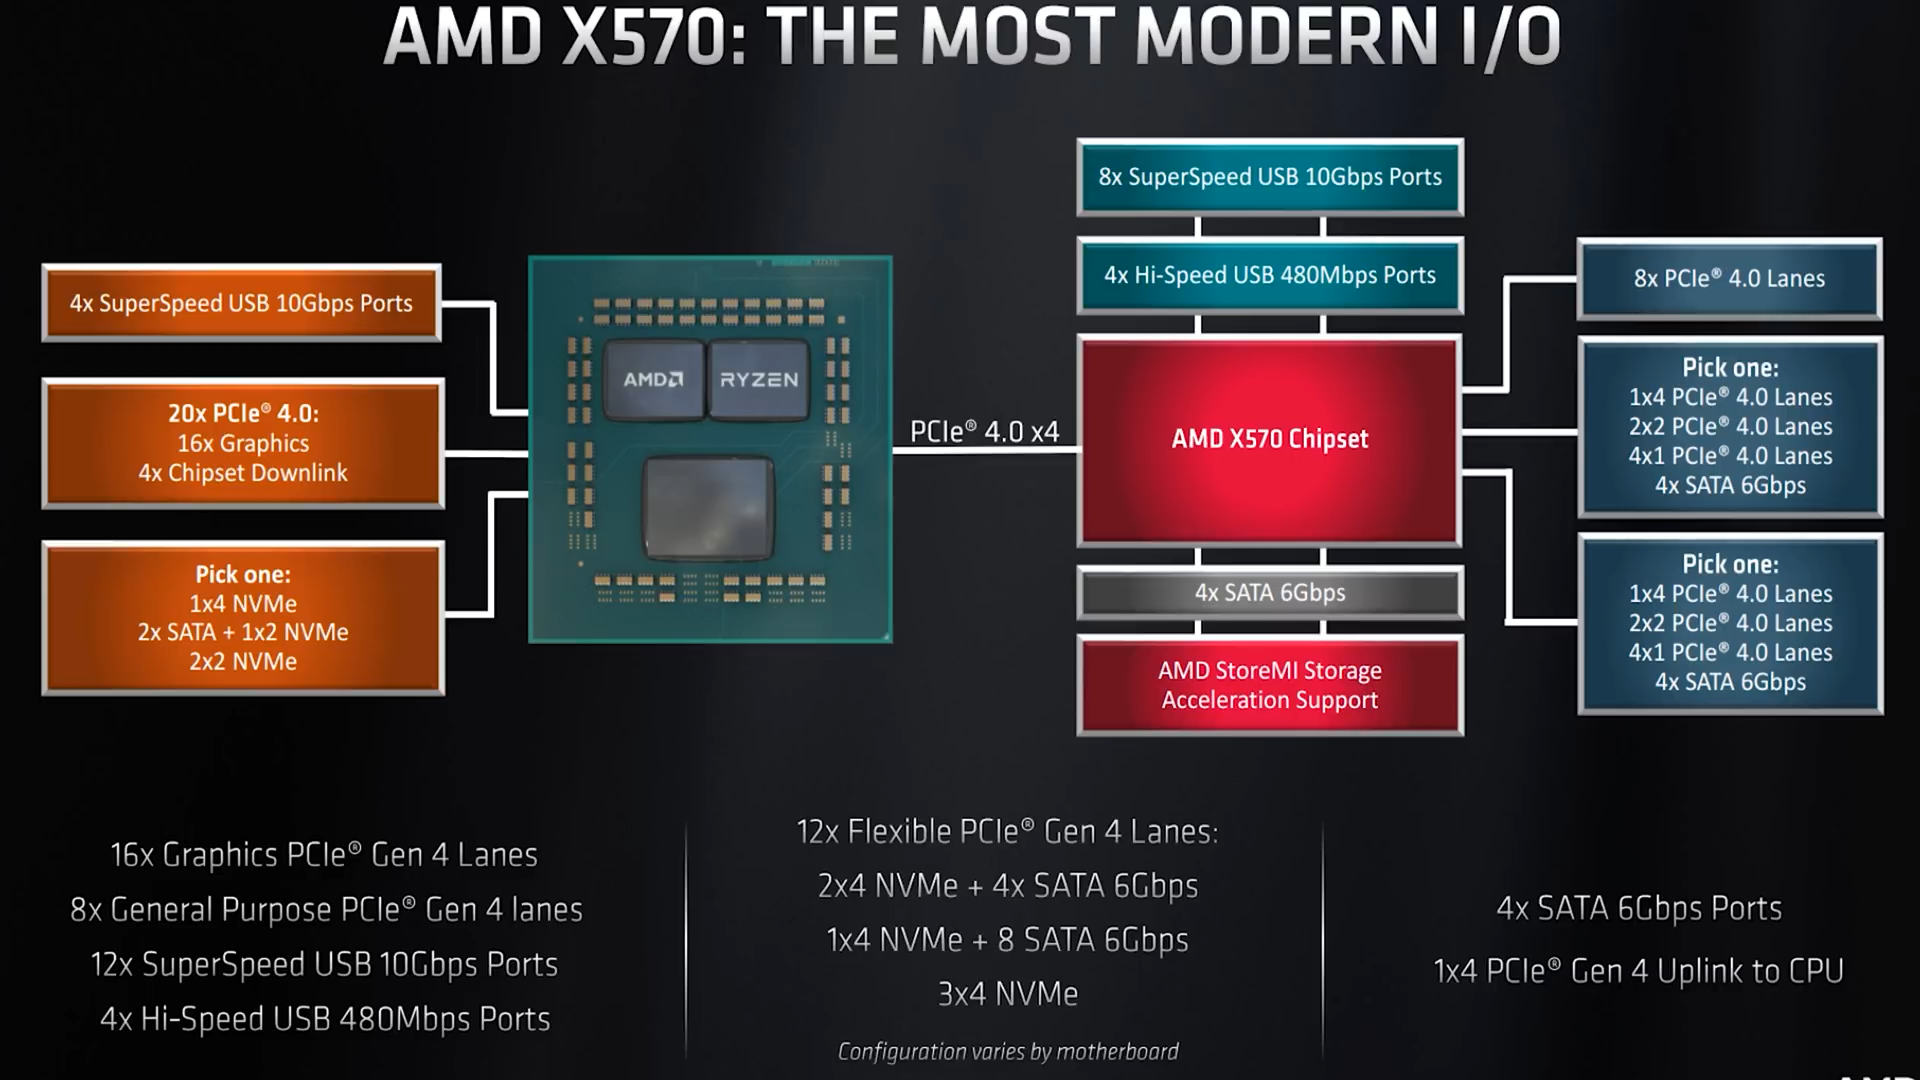 AMD X570: THE MOST MODERN I/O
4x SuperSpeed USB 10Gbps Ports
20x PCIe® 4.0:
16x Graphics
4x Chipset Downlink
Pick one:
1x4 NVMe
2x SATA + 1x2 NVMe
2x2 NVMe
AMD
RYZEN
PCIe® 4.0 x4
8x SuperSpeed USB 10Gbps Ports
4x Hi-Speed USB 480Mbps Ports
AMD X570 Chipset
4x SATA 6Gbps
AMD StoreMI Storage
Acceleration Support
8x PCIe® 4.0 Lanes
Pick one:
1x4 PCIe® 4.0 Lanes
2x2 PCIe® 4.0 Lanes
4x1 PCIe® 4.0 Lanes
4x SATA 6Gbps
Pick one:
1x4 PCIe® 4.0 Lanes
2x2 PCIe® 4.0 Lanes
4x1 PCIe® 4.0 Lanes
4x SATA 6Gbps
16x Graphics PCIe® Gen 4 Lanes
8x General Purpose PCIe® Gen 4 lanes
12x SuperSpeed USB 10Gbps Ports
4x Hi-Speed USB 480Mbps Ports
12x Flexible PCIe® Gen 4 Lanes:
2x4 NVMe + 4x SATA 6Gbps
1x4 NVMe + 8 SATA 6Gbps
3x4 NVMe
Configuration varies by motherboard
4x SATA 6Gbps Ports
1x4 PCIe® Gen 4 Uplink to CPU